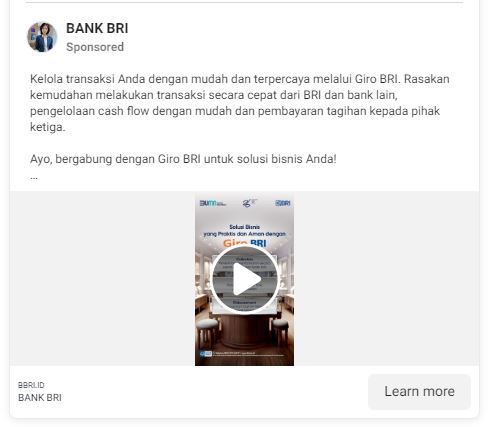 BANK BRI
Sponsored
Kelola transaksi Anda dengan mudah dan terpercaya melalui Giro BRI. Rasakan
kemudahan melakukan transaksi secara cepat dari BRI dan bank lain,
pengelolaan cash flow dengan mudah dan pembayaran tagihan kepada pihak
ketiga.
Ayo, bergabung dengan Giro BRI untuk solusi bisnis Anda!
...
BUMN
BRI
Solusi Bisnis
yang Praktis dan Aman dengan
Giro BRI
BBRI.ID
BANK BRI
Learn more